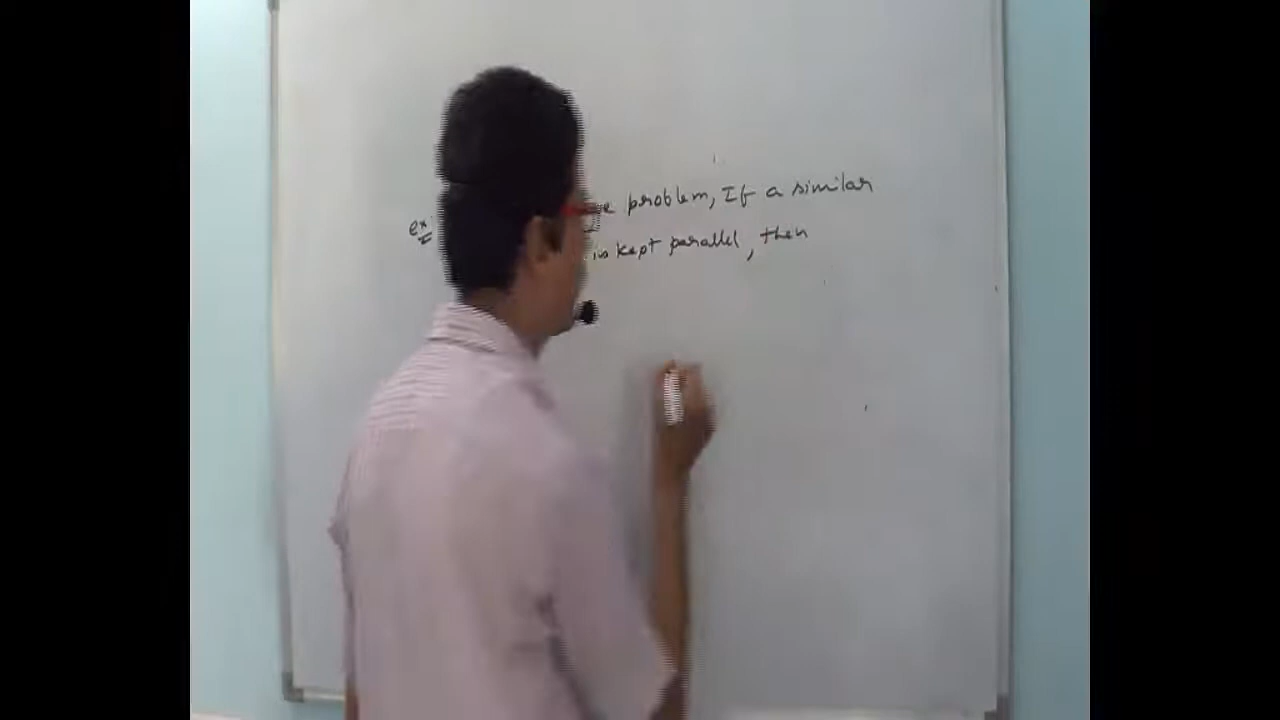 ex: problem, If a similar
is kept parallel, then